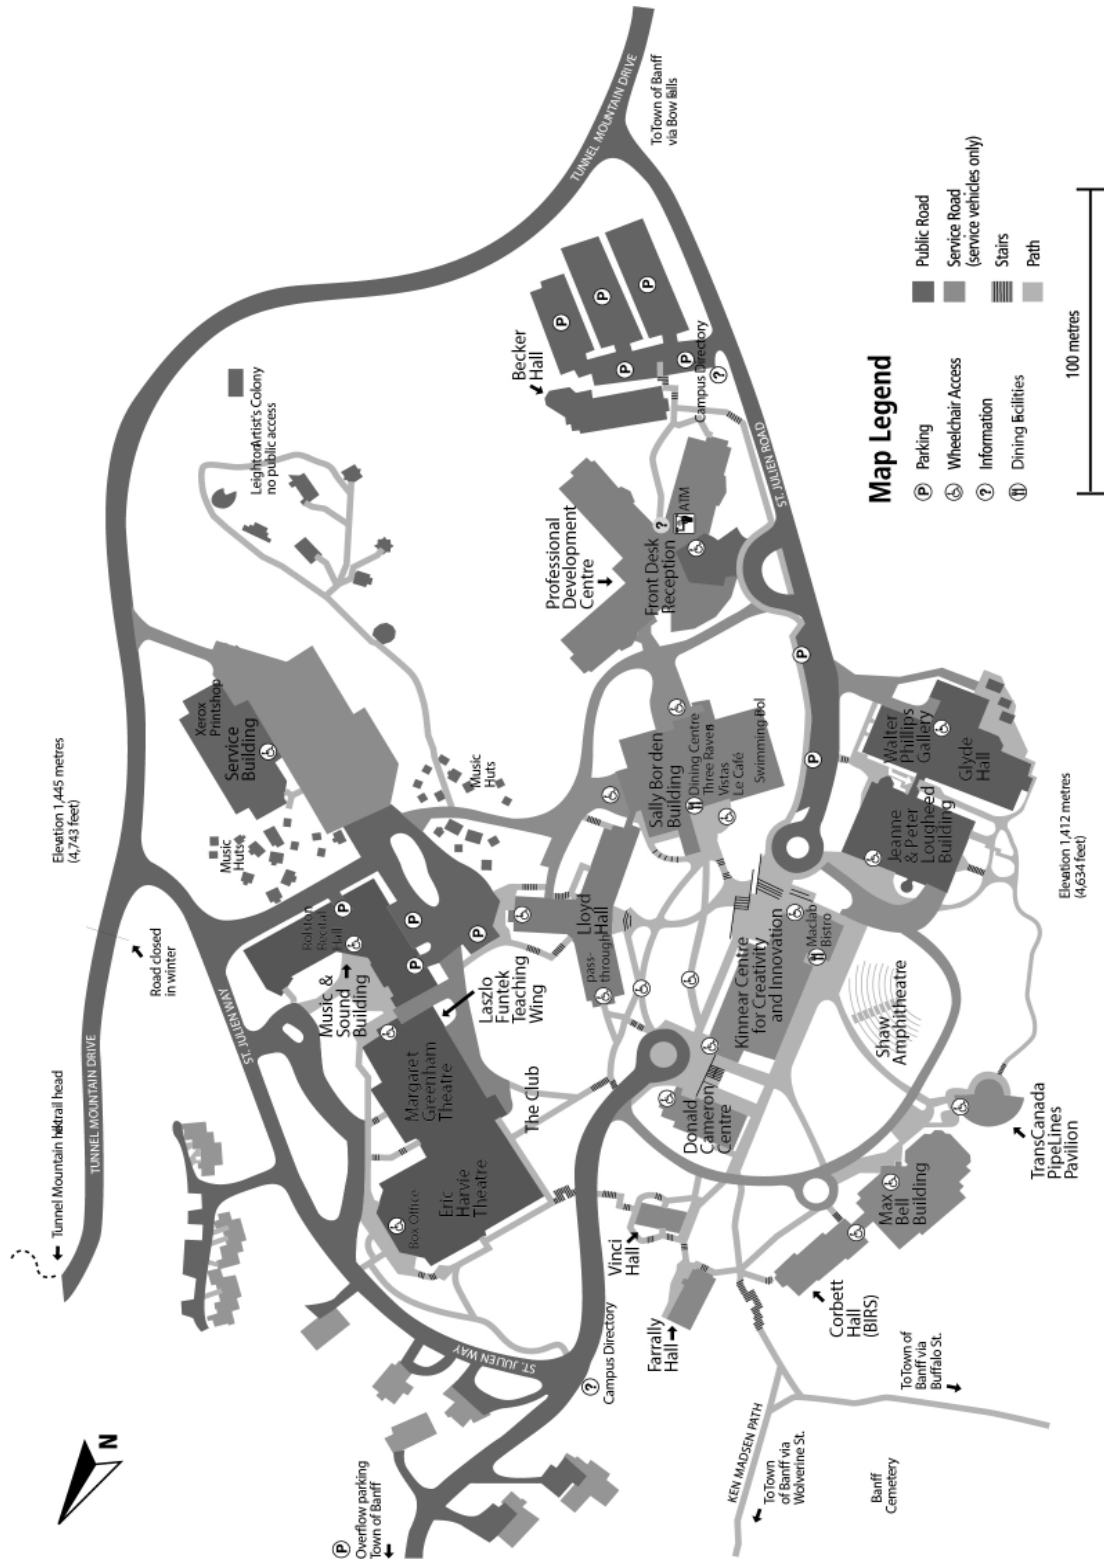 TUNNEL MOUNTAIN DRIVE
To Town of Banff
via Bow Falls
Becker
Hall
Campus Directory
Leighton Artist's Colony
no public access
ST. JULIEN ROAD
Professional
Development
Centre
Front Desk
Reception
ATM
Xerox
Printshop
Service
Building
Music
Huts
Music
Huts
Elevation 1,445 metres
(4,743 feet)
Road closed
in winter
Sally Borden
Building
Dining Centre
Three Ravens
Vistas
Le Café
Swimming Pool
Walter
Phillips
Gallery
Glyde
Hall
Jeanne
& Peter
Lougheed
Building
Elevation 1,412 metres
(4,634 feet)
Rolston
Recital
Hall
Music &
Sound
Building
Laszlo
Funtek
Teaching
Wing
Lloyd
Hall
pass-
through
Kinnear Centre
for Creativity
and Innovation
Maclab
Bistro
Shaw
Amphitheatre
ST. JULIEN WAY
Margaret
Greenham
Theatre
The Club
Eric
Harvie
Theatre
Box Office
Donald
Camerony
Centre
TransCanada
PipeLines
Pavilion
Max
Bell
Building
Vinci
Hall
Farrally
Hall
Corbett
Hall
(BIRS)
TUNNEL MOUNTAIN DRIVE
Tunnel Mountain trail head
ST. JULIEN WAY
Campus Directory
KEN MADSEN PATH
To Town
of Banff via
Wolverine St.
To Town of
Banff via
Buffalo St.
Banff
Cemetery
P
Overflow parking
Town of Banff
N
Map Legend
P Parking
Wheelchair Access
? Information
Dining Facilities
Public Road
Service Road
(service vehicles only)
Stairs
Path
100 metres